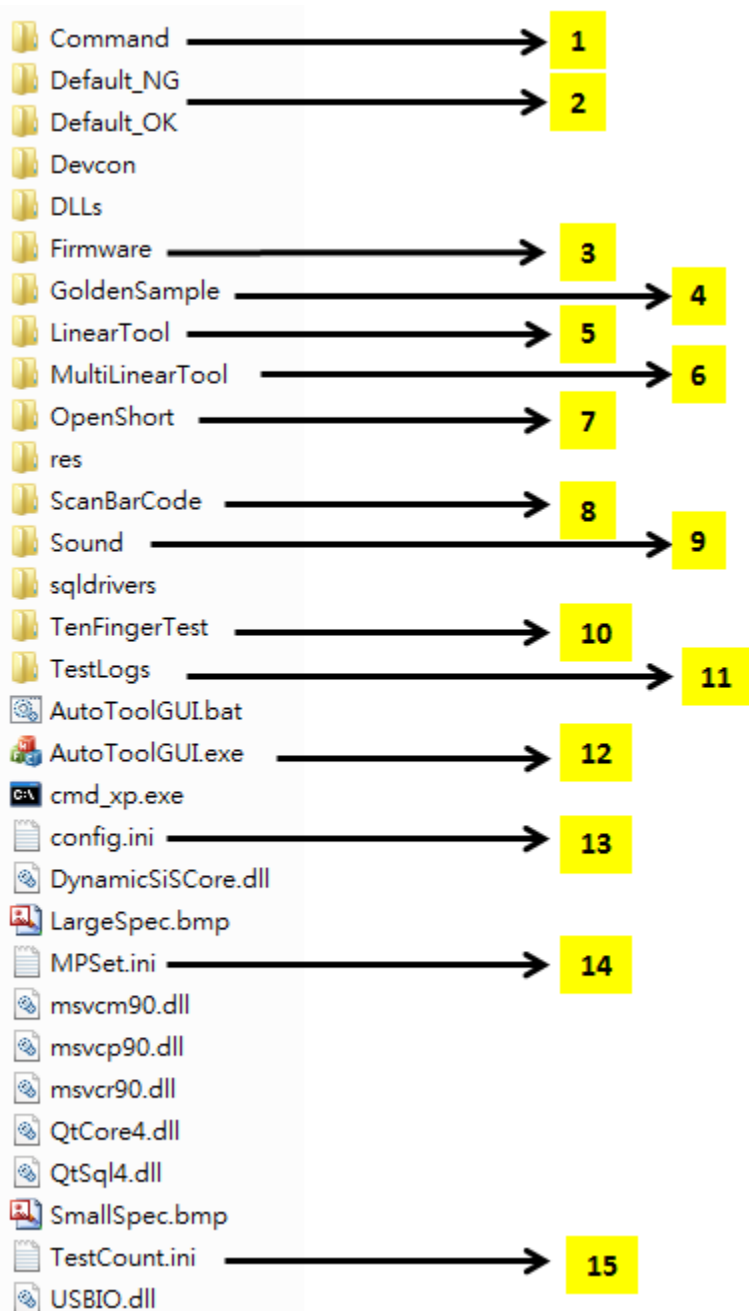 Command 1
Default_NG
2
Default_OK
Devcon
DLLs
Firmware 3
GoldenSample 4
LinearTool 5
MultiLinearTool 6
OpenShort 7
res
ScanBarCode 8
Sound 9
sqldrivers
TenFingerTest 10
TestLogs 11
AutoToolGUI.bat
AutoToolGUI.exe 12
C:\ cmd_xp.exe
config.ini 13
DynamicSiSCore.dll
LargeSpec.bmp
MPSet.ini 14
msvcm90.dll
msvcp90.dll
msvcr90.dll
QtCore4.dll
QtSql4.dll
SmallSpec.bmp
TestCount.ini 15
USBIO.dll